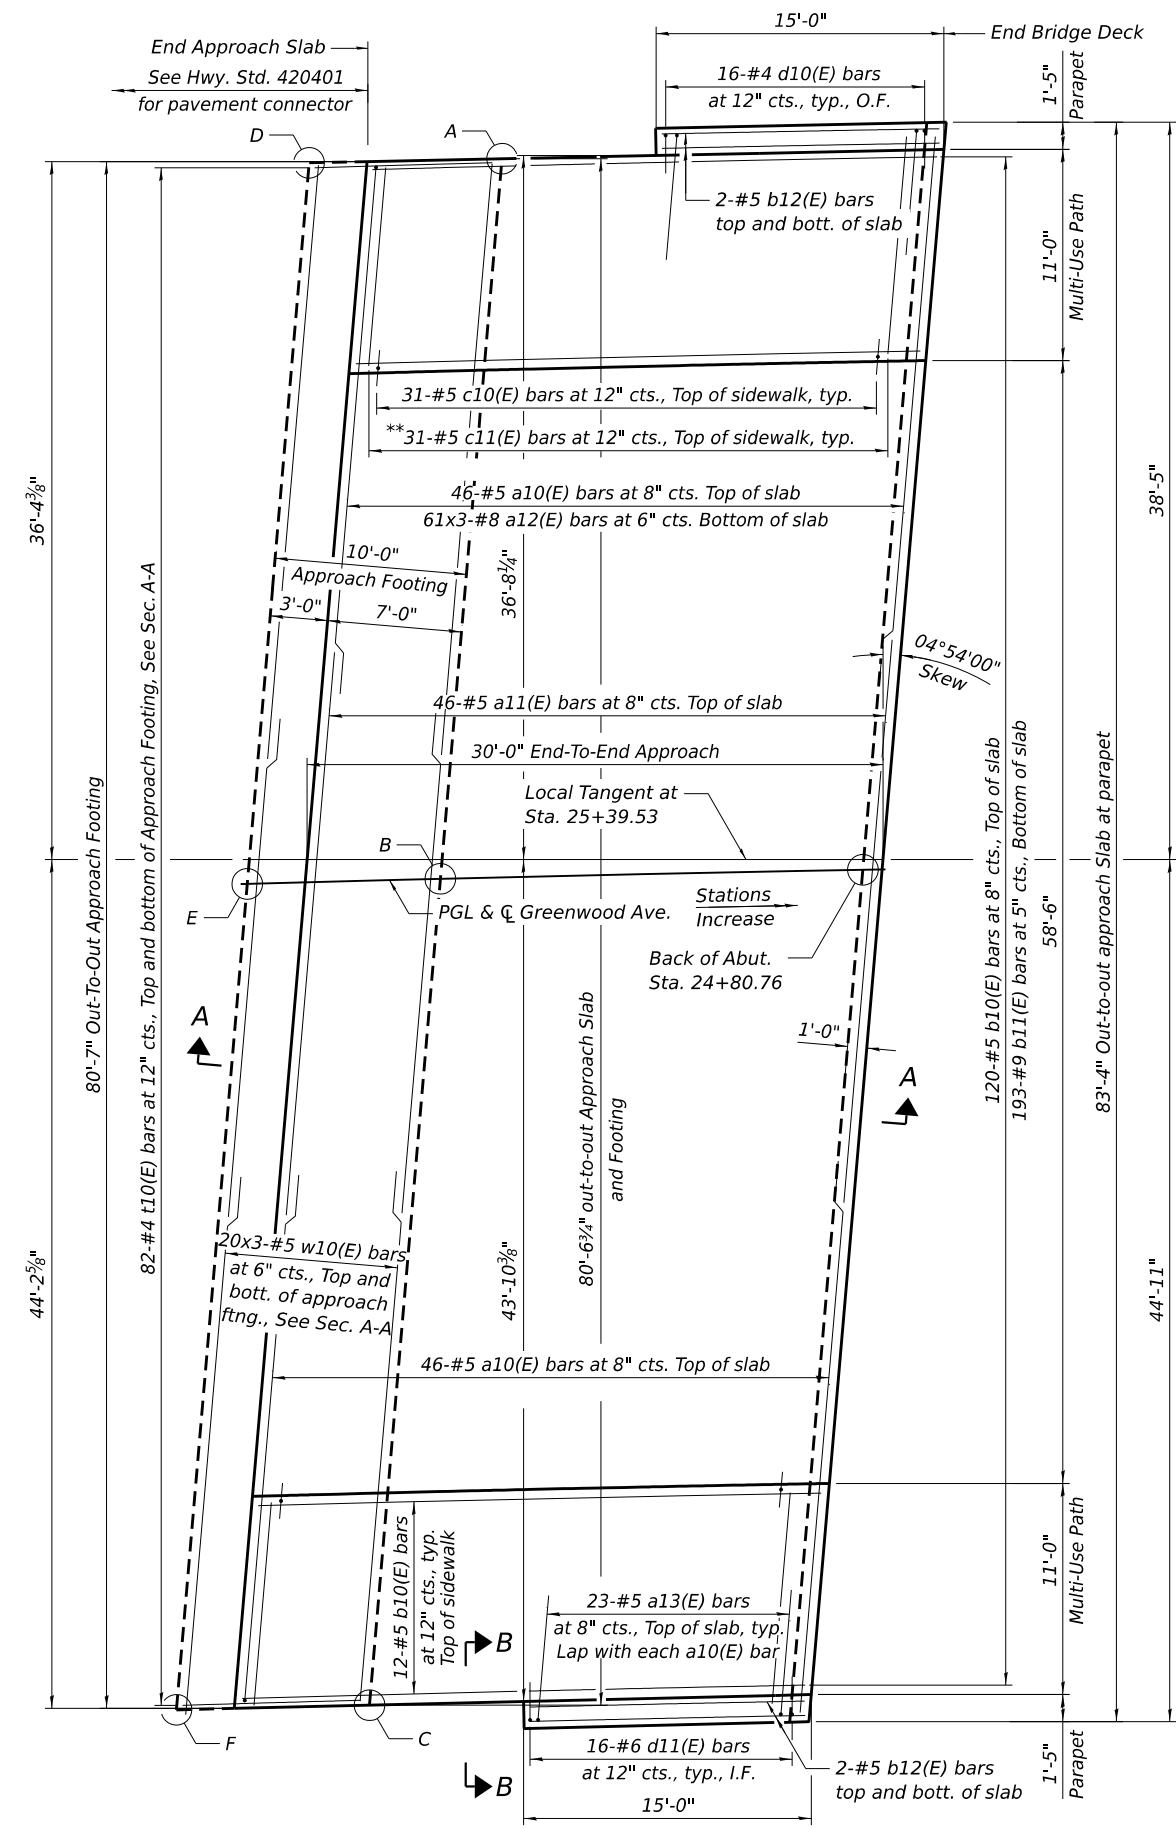 15'-0"
End Approach Slab
End Bridge Deck
See Hwy. Std. 420401
for pavement connector
16-#4 d10(E) bars
at 12" cts., typ., O.F.
1'-5"
Parapet
D
A
2-#5 b12(E) bars
top and bott. of slab
11'-0"
Multi-Use Path
31-#5 c10(E) bars at 12" cts., Top of sidewalk, typ.
**31-#5 c11(E) bars at 12" cts., Top of sidewalk, typ.
46-#5 a10(E) bars at 8" cts. Top of slab
61x3-#8 a12(E) bars at 6" cts. Bottom of slab
36'-4⅜"
38'-5"
10'-0"
Approach Footing
36'-8¼"
3'-0"
7'-0"
04°54'00"
Skew
46-#5 a11(E) bars at 8" cts. Top of slab
30'-0" End-To-End Approach
Local Tangent at
Sta. 25+39.53
B
E
PGL & ℄ Greenwood Ave.
Stations
Increase
Back of Abut.
Sta. 24+80.76
80'-7" Out-To-Out Approach Footing
82-#4 t10(E) bars at 12" cts., Top and bottom of Approach Footing, See Sec. A-A
120-#5 b10(E) bars at 8" cts., Top of slab
193-#9 b11(E) bars at 5" cts., Bottom of slab
58'-6"
83'-4" Out-to-out approach Slab at parapet
A
1'-0"
A
80'-6¾" out-to-out Approach Slab
and Footing
44'-2⅝"
43'-10⅜"
44'-11"
20x3-#5 w10(E) bars
at 6" cts., Top and
bott. of approach
ftng., See Sec. A-A
46-#5 a10(E) bars at 8" cts. Top of slab
12-#5 b10(E) bars
at 12" cts., typ.
Top of sidewalk
11'-0"
Multi-Use Path
23-#5 a13(E) bars
at 8" cts., Top of slab, typ.
Lap with each a10(E) bar
B
F
C
16-#6 d11(E) bars
at 12" cts., typ., I.F.
B
2-#5 b12(E) bars
top and bott. of slab
1'-5"
Parapet
15'-0"